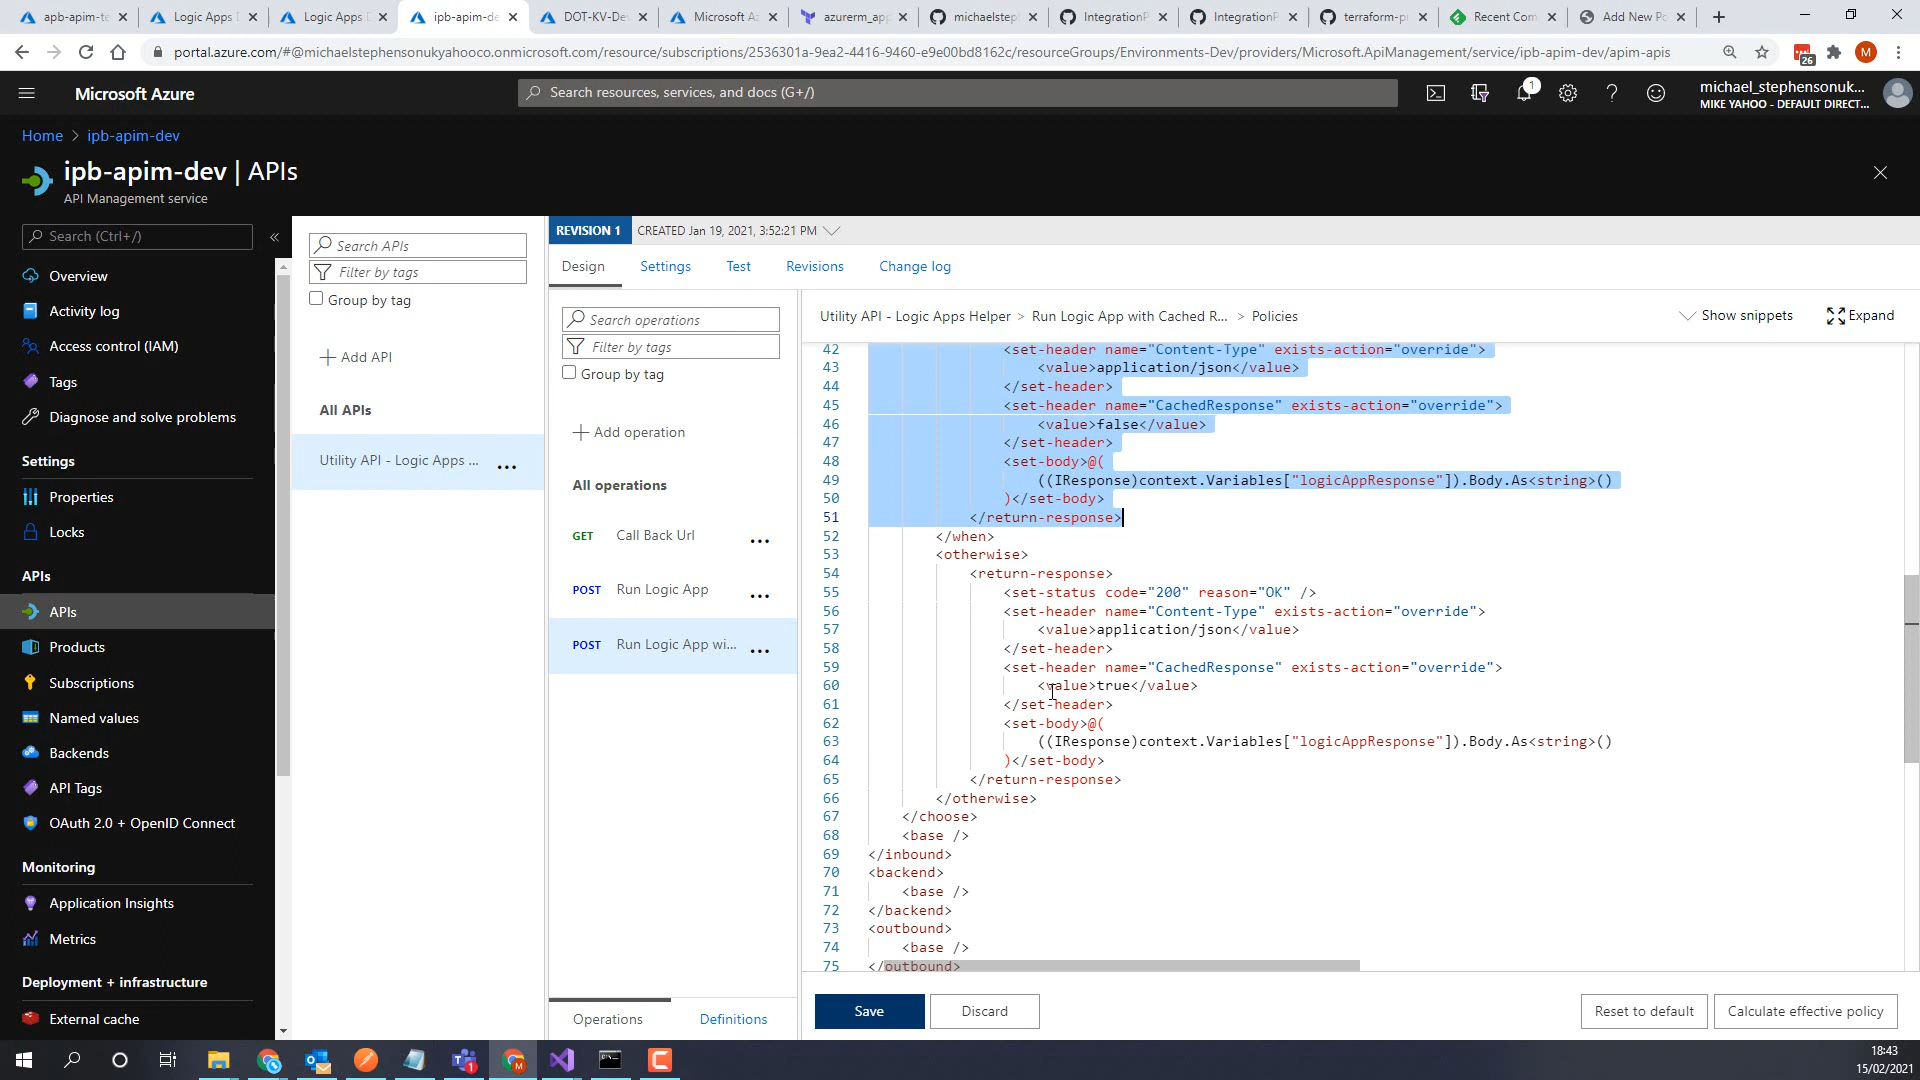 apb-apim-te
Logic Apps D
Logic Apps D
ipb-apim-de
DOT-KV-Dev
Microsoft Az
azurerm_app
michaelsteph
IntegrationP
IntegrationP
terraform-p
Recent Com
Add New Po
portal.azure.com/#@michaelstephensonukyahooco.onmicrosoft.com/resource/subscriptions/2536301a-9ea2-4416-9460-e9e00bd8162c/resourceGroups/Environments-Dev/providers/Microsoft.ApiManagement/service/ipb-apim-dev/apim-apis
26
M
Microsoft Azure
Search resources, services, and docs (G+/)
1
michael_stephensonuk...
MIKE YAHOO - DEFAULT DIRECT...
Home > ipb-apim-dev
ipb-apim-dev | APIs
API Management service
Search (Ctrl+/)
Overview
Activity log
Access control (IAM)
Tags
Diagnose and solve problems
Settings
Properties
Locks
APIs
APIs
Products
Subscriptions
Named values
Backends
API Tags
OAuth 2.0 + OpenID Connect
Monitoring
Application Insights
Metrics
Deployment + infrastructure
External cache
Search APIs
Filter by tags
Group by tag
Add API
All APIs
Utility API - Logic Apps ...
REVISION 1
CREATED Jan 19, 2021, 3:52:21 PM
Design
Settings
Test
Revisions
Change log
Search operations
Filter by tags
Group by tag
Add operation
All operations
GET Call Back Url
POST Run Logic App
POST Run Logic App wi...
Operations
Definitions
Utility API - Logic Apps Helper > Run Logic App with Cached R... > Policies
Show snippets
Expand
42 <set-header name="Content-Type" exists-action="override">
43 <value>application/json</value>
44 </set-header>
45 <set-header name="CachedResponse" exists-action="override">
46 <value>false</value>
47 </set-header>
48 <set-body>@(
49 ((IResponse)context.Variables["logicAppResponse"]).Body.As<string>()
50 )</set-body>
51 </return-response>
52 </when>
53 <otherwise>
54 <return-response>
55 <set-status code="200" reason="OK" />
56 <set-header name="Content-Type" exists-action="override">
57 <value>application/json</value>
58 </set-header>
59 <set-header name="CachedResponse" exists-action="override">
60 <value>true</value>
61 </set-header>
62 <set-body>@(
63 ((IResponse)context.Variables["logicAppResponse"]).Body.As<string>()
64 )</set-body>
65 </return-response>
66 </otherwise>
67 </choose>
68 <base />
69 </inbound>
70 <backend>
71 <base />
72 </backend>
73 <outbound>
74 <base />
75 </outbound>
Save
Discard
Reset to default
Calculate effective policy
1
M
18:43
15/02/2021